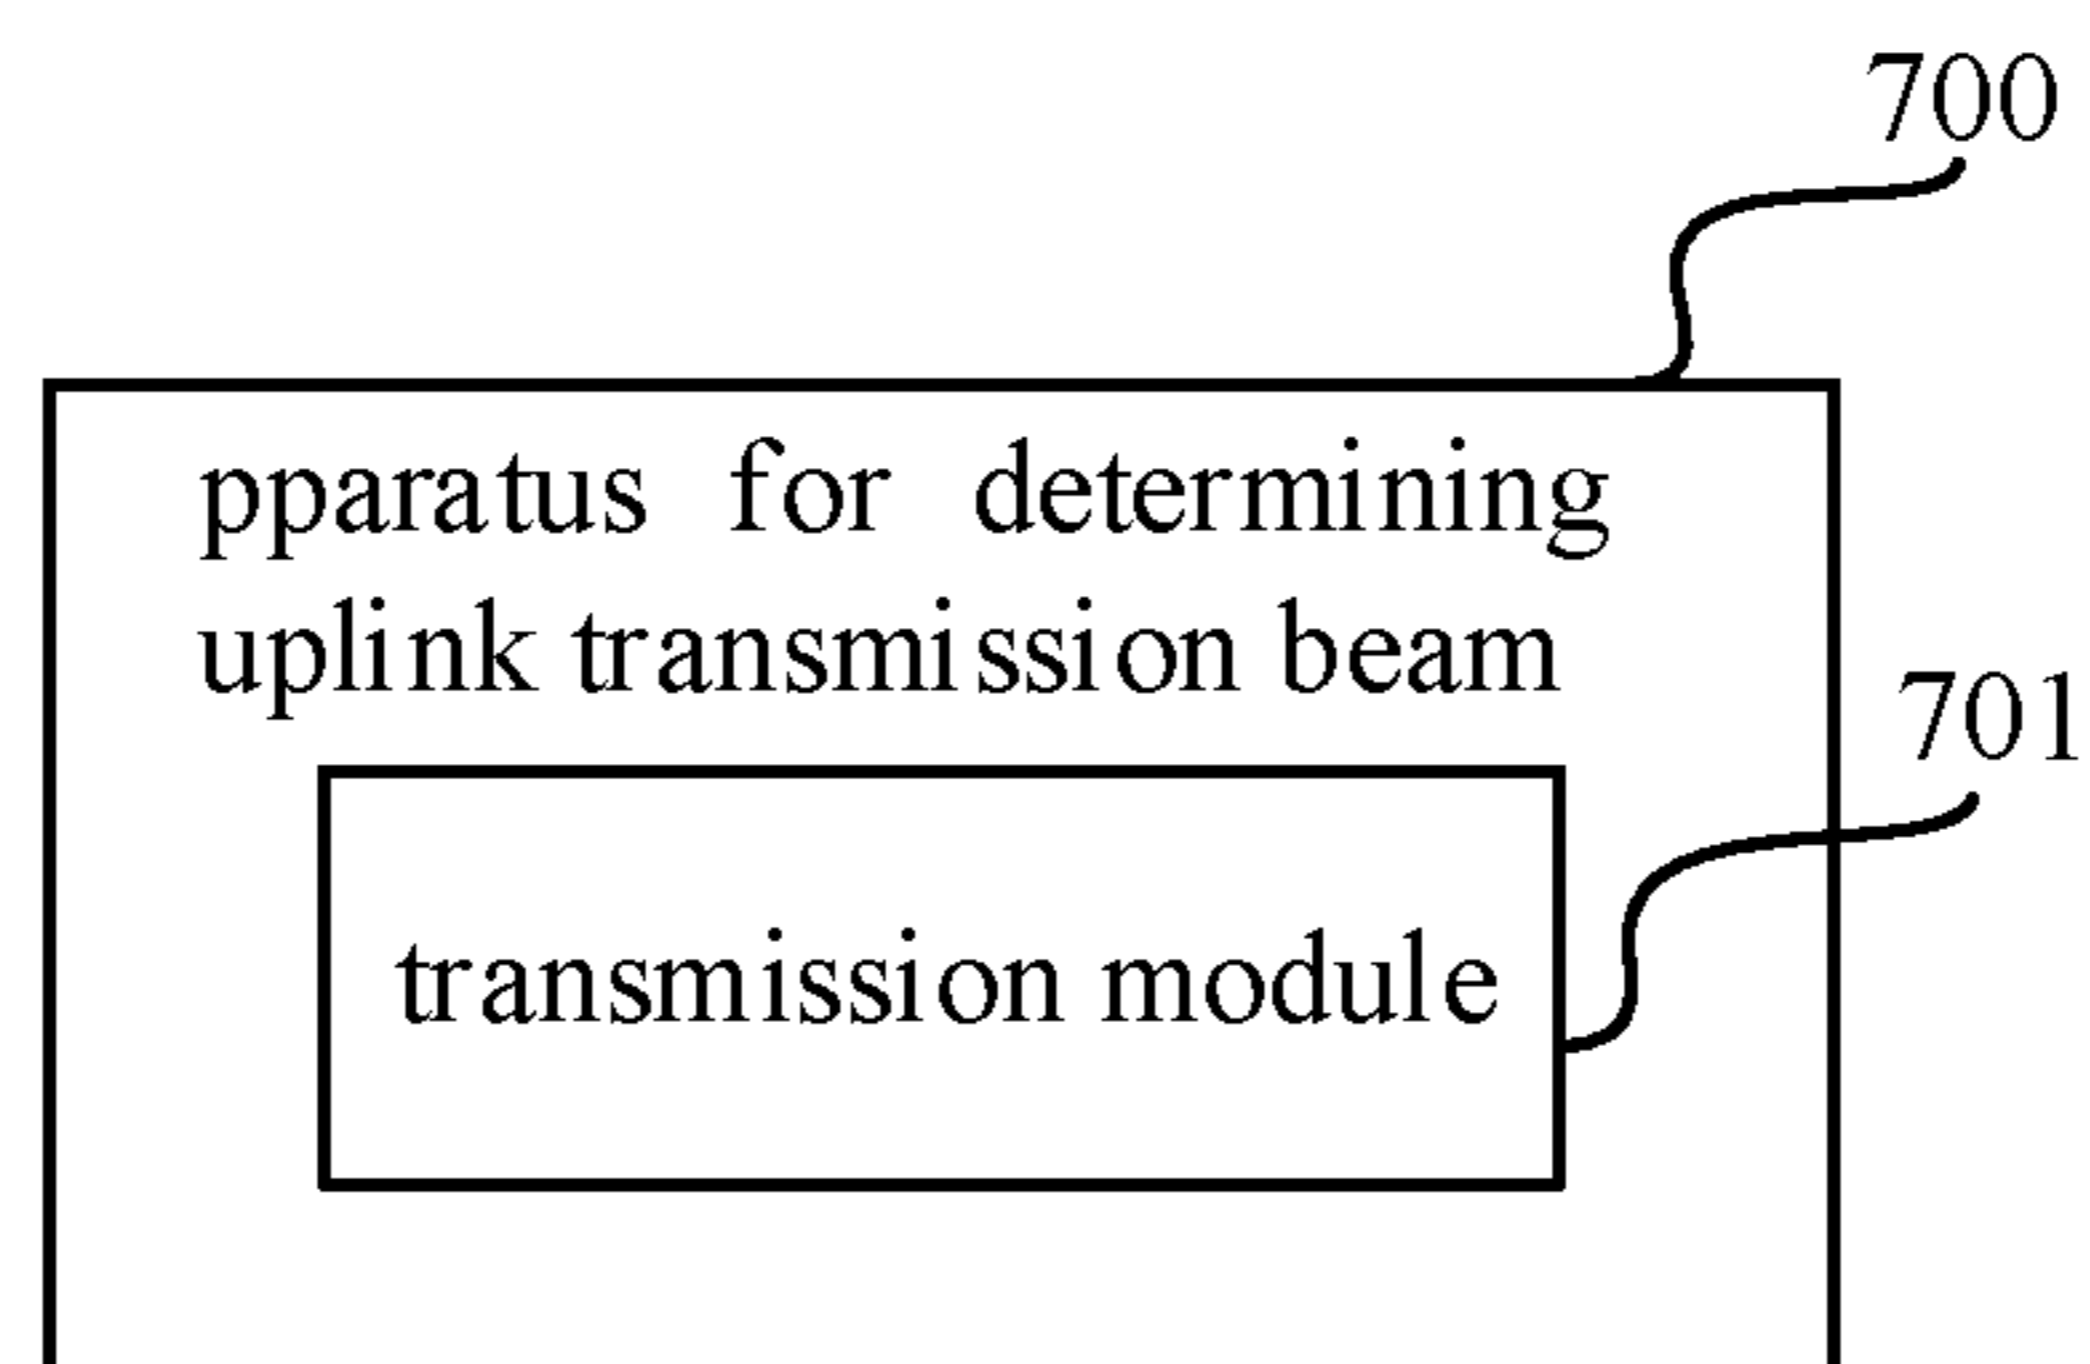 700
pparatus for determining
uplink transmission beam
701
transmission module